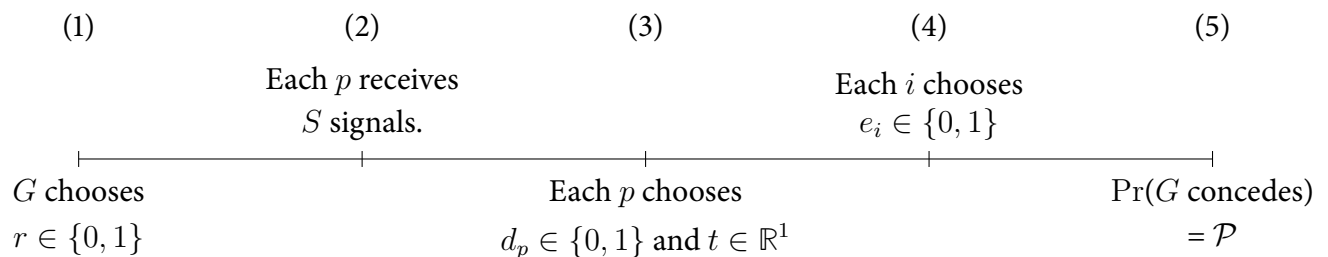 (1) (2) (3) (4) (5)
Each p receives
S signals.
Each i chooses
e_i ∈ {0, 1}
G chooses
r ∈ {0, 1}
Each p chooses
d_p ∈ {0, 1} and t ∈ ℝ¹
Pr(G concedes)
= 𝒫